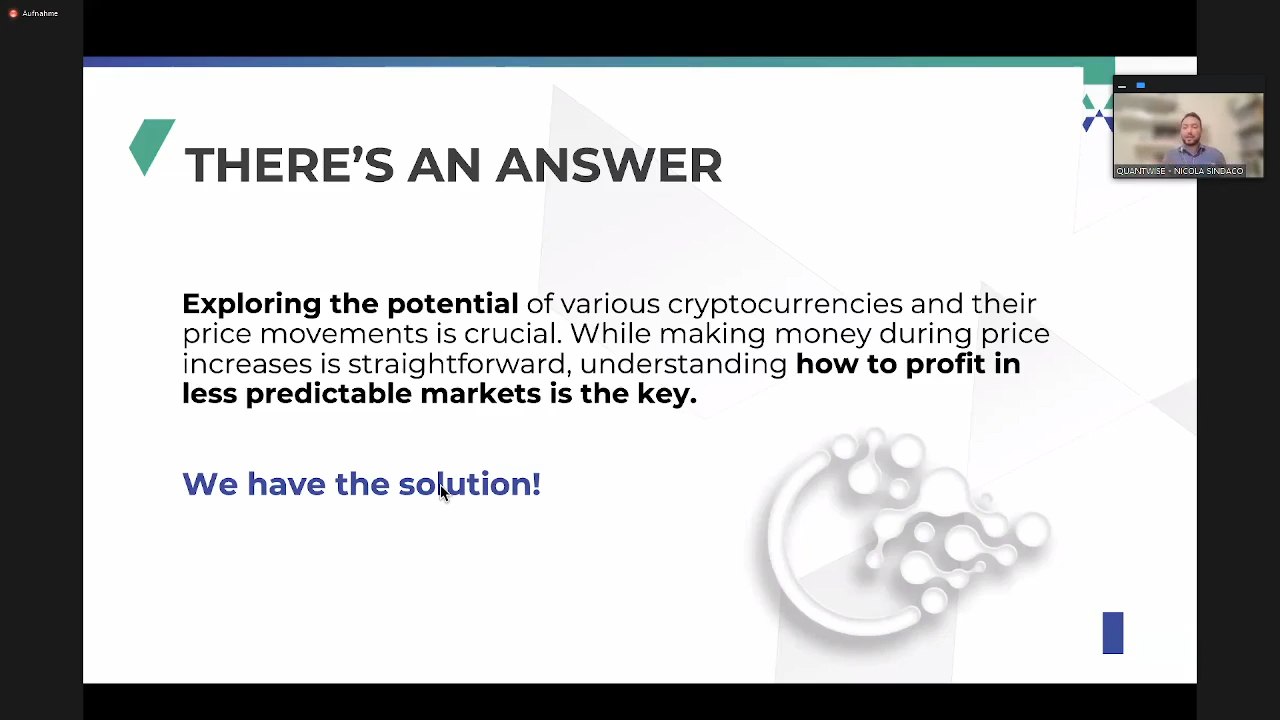 Aufnahme
THERE’S AN ANSWER
QUANTWISE - NICOLA SINDACO
Exploring the potential of various cryptocurrencies and their
price movements is crucial. While making money during price
increases is straightforward, understanding how to profit in
less predictable markets is the key.
We have the solution!